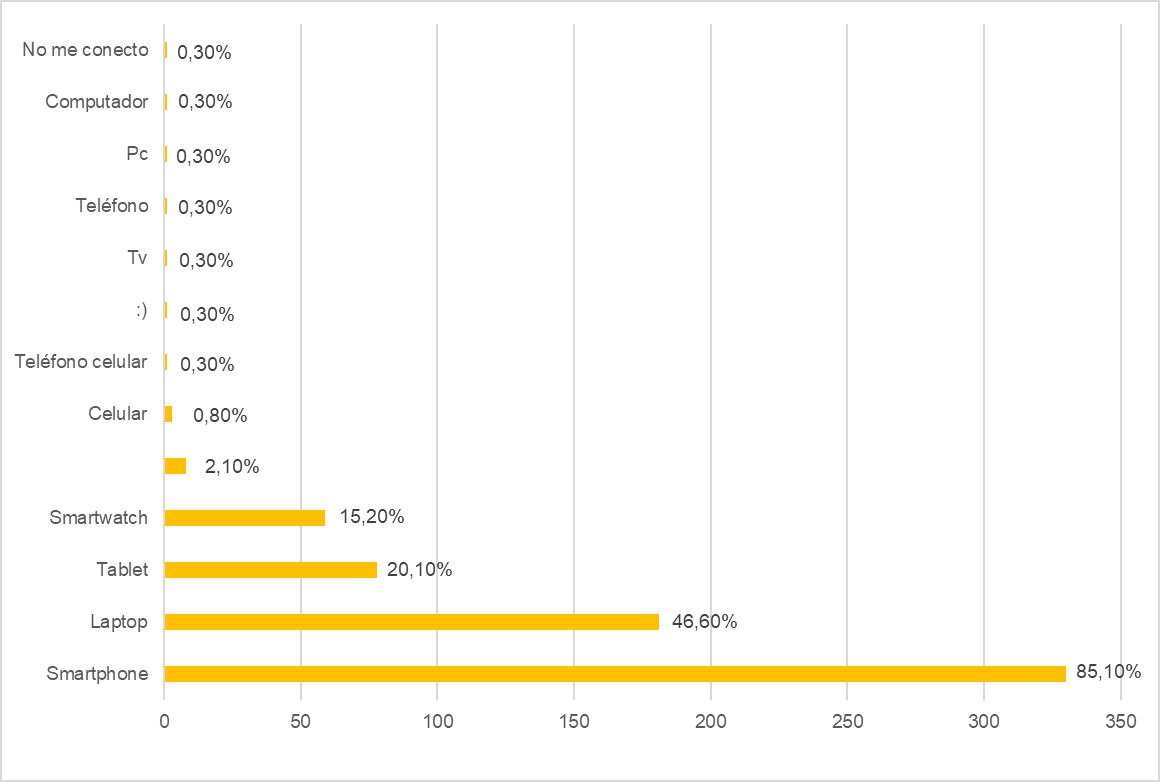 No me conecto 0,30%
Computador 0,30%
Pc 0,30%
Teléfono 0,30%
Tv 0,30%
:) 0,30%
Teléfono celular 0,30%
Celular 0,80%
2,10%
Smartwatch 15,20%
Tablet 20,10%
Laptop 46,60%
Smartphone 85,10%
0 50 100 150 200 250 300 350